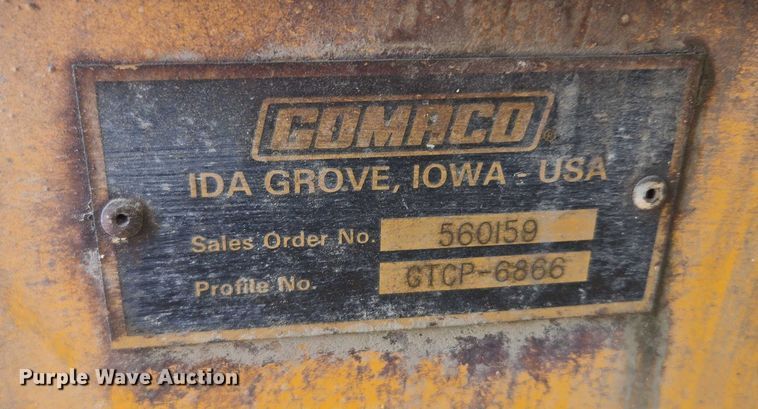 GOMACO®
IDA GROVE, IOWA - USA
Sales Order No. 560159
Profile No. GTCP-6866
Purple Wave Auction